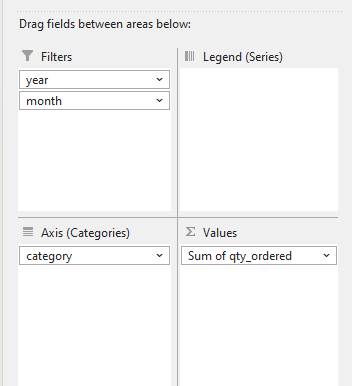 Drag fields between areas below:
Filters
year
month
Legend (Series)
Axis (Categories)
category
Values
Sum of qty_ordered